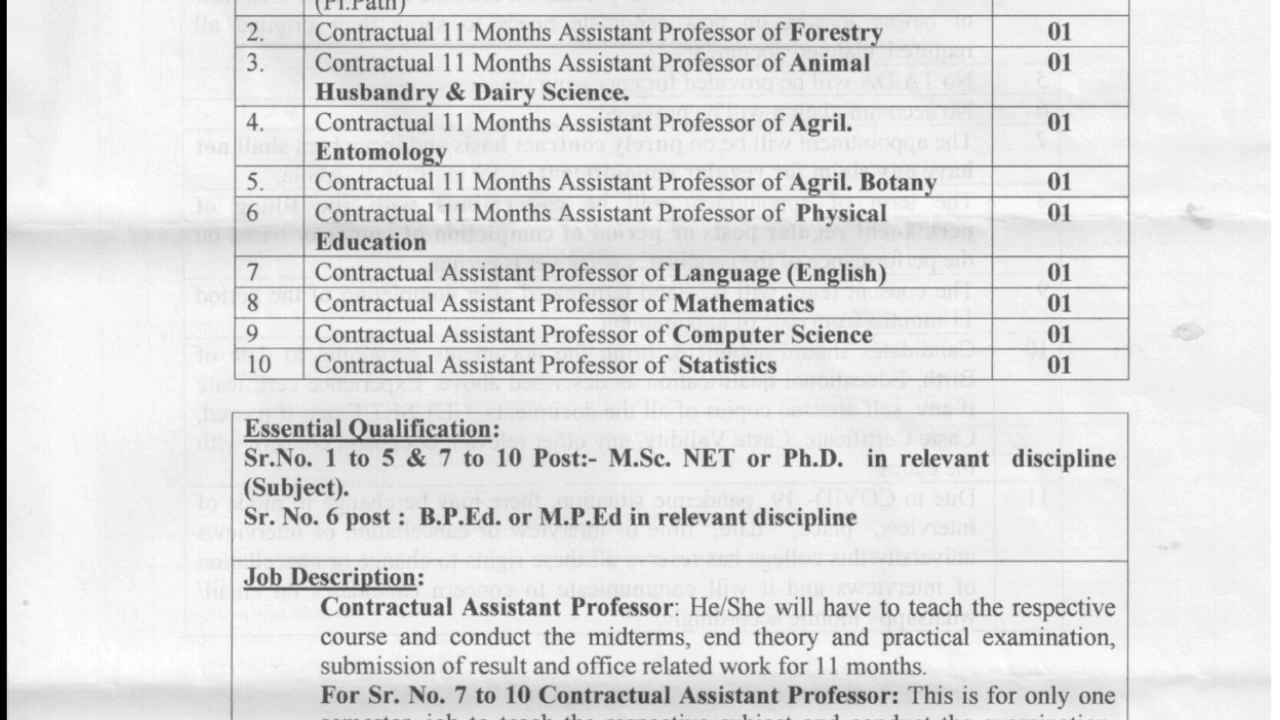 (Pl.Path)
2. Contractual 11 Months Assistant Professor of Forestry 01
3. Contractual 11 Months Assistant Professor of Animal 01
Husbandry & Dairy Science.
4. Contractual 11 Months Assistant Professor of Agril. 01
Entomology
5. Contractual 11 Months Assistant Professor of Agril. Botany 01
6 Contractual 11 Months Assistant Professor of Physical 01
Education
7 Contractual Assistant Professor of Language (English) 01
8 Contractual Assistant Professor of Mathematics 01
9 Contractual Assistant Professor of Computer Science 01
10 Contractual Assistant Professor of Statistics 01
Essential Qualification:
Sr.No. 1 to 5 & 7 to 10 Post:- M.Sc. NET or Ph.D. in relevant discipline
(Subject).
Sr. No. 6 post : B.P.Ed. or M.P.Ed in relevant discipline
Job Description:
Contractual Assistant Professor: He/She will have to teach the respective
course and conduct the midterms, end theory and practical examination,
submission of result and office related work for 11 months.
For Sr. No. 7 to 10 Contractual Assistant Professor: This is for only one